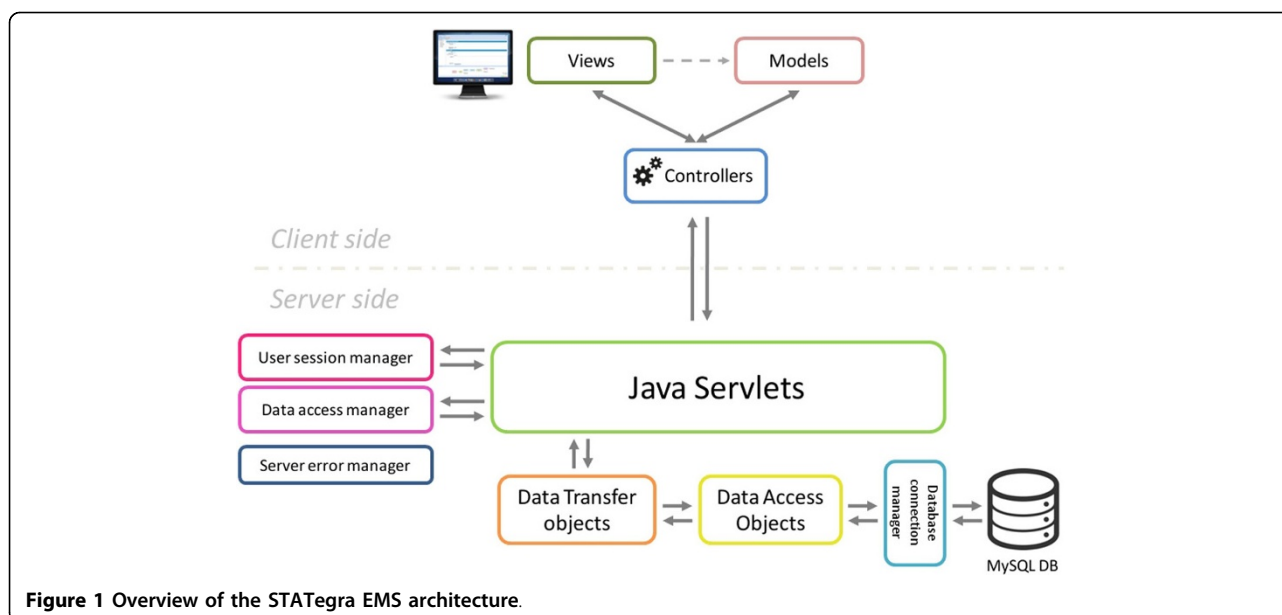 Views
Models
Controllers
Client side
Server side
User session manager
Java Servlets
Data access manager
Server error manager
Data Transfer
objects
Data Access
Objects
Database
connection
manager
MySQL DB
Figure 1 Overview of the STATegra EMS architecture.